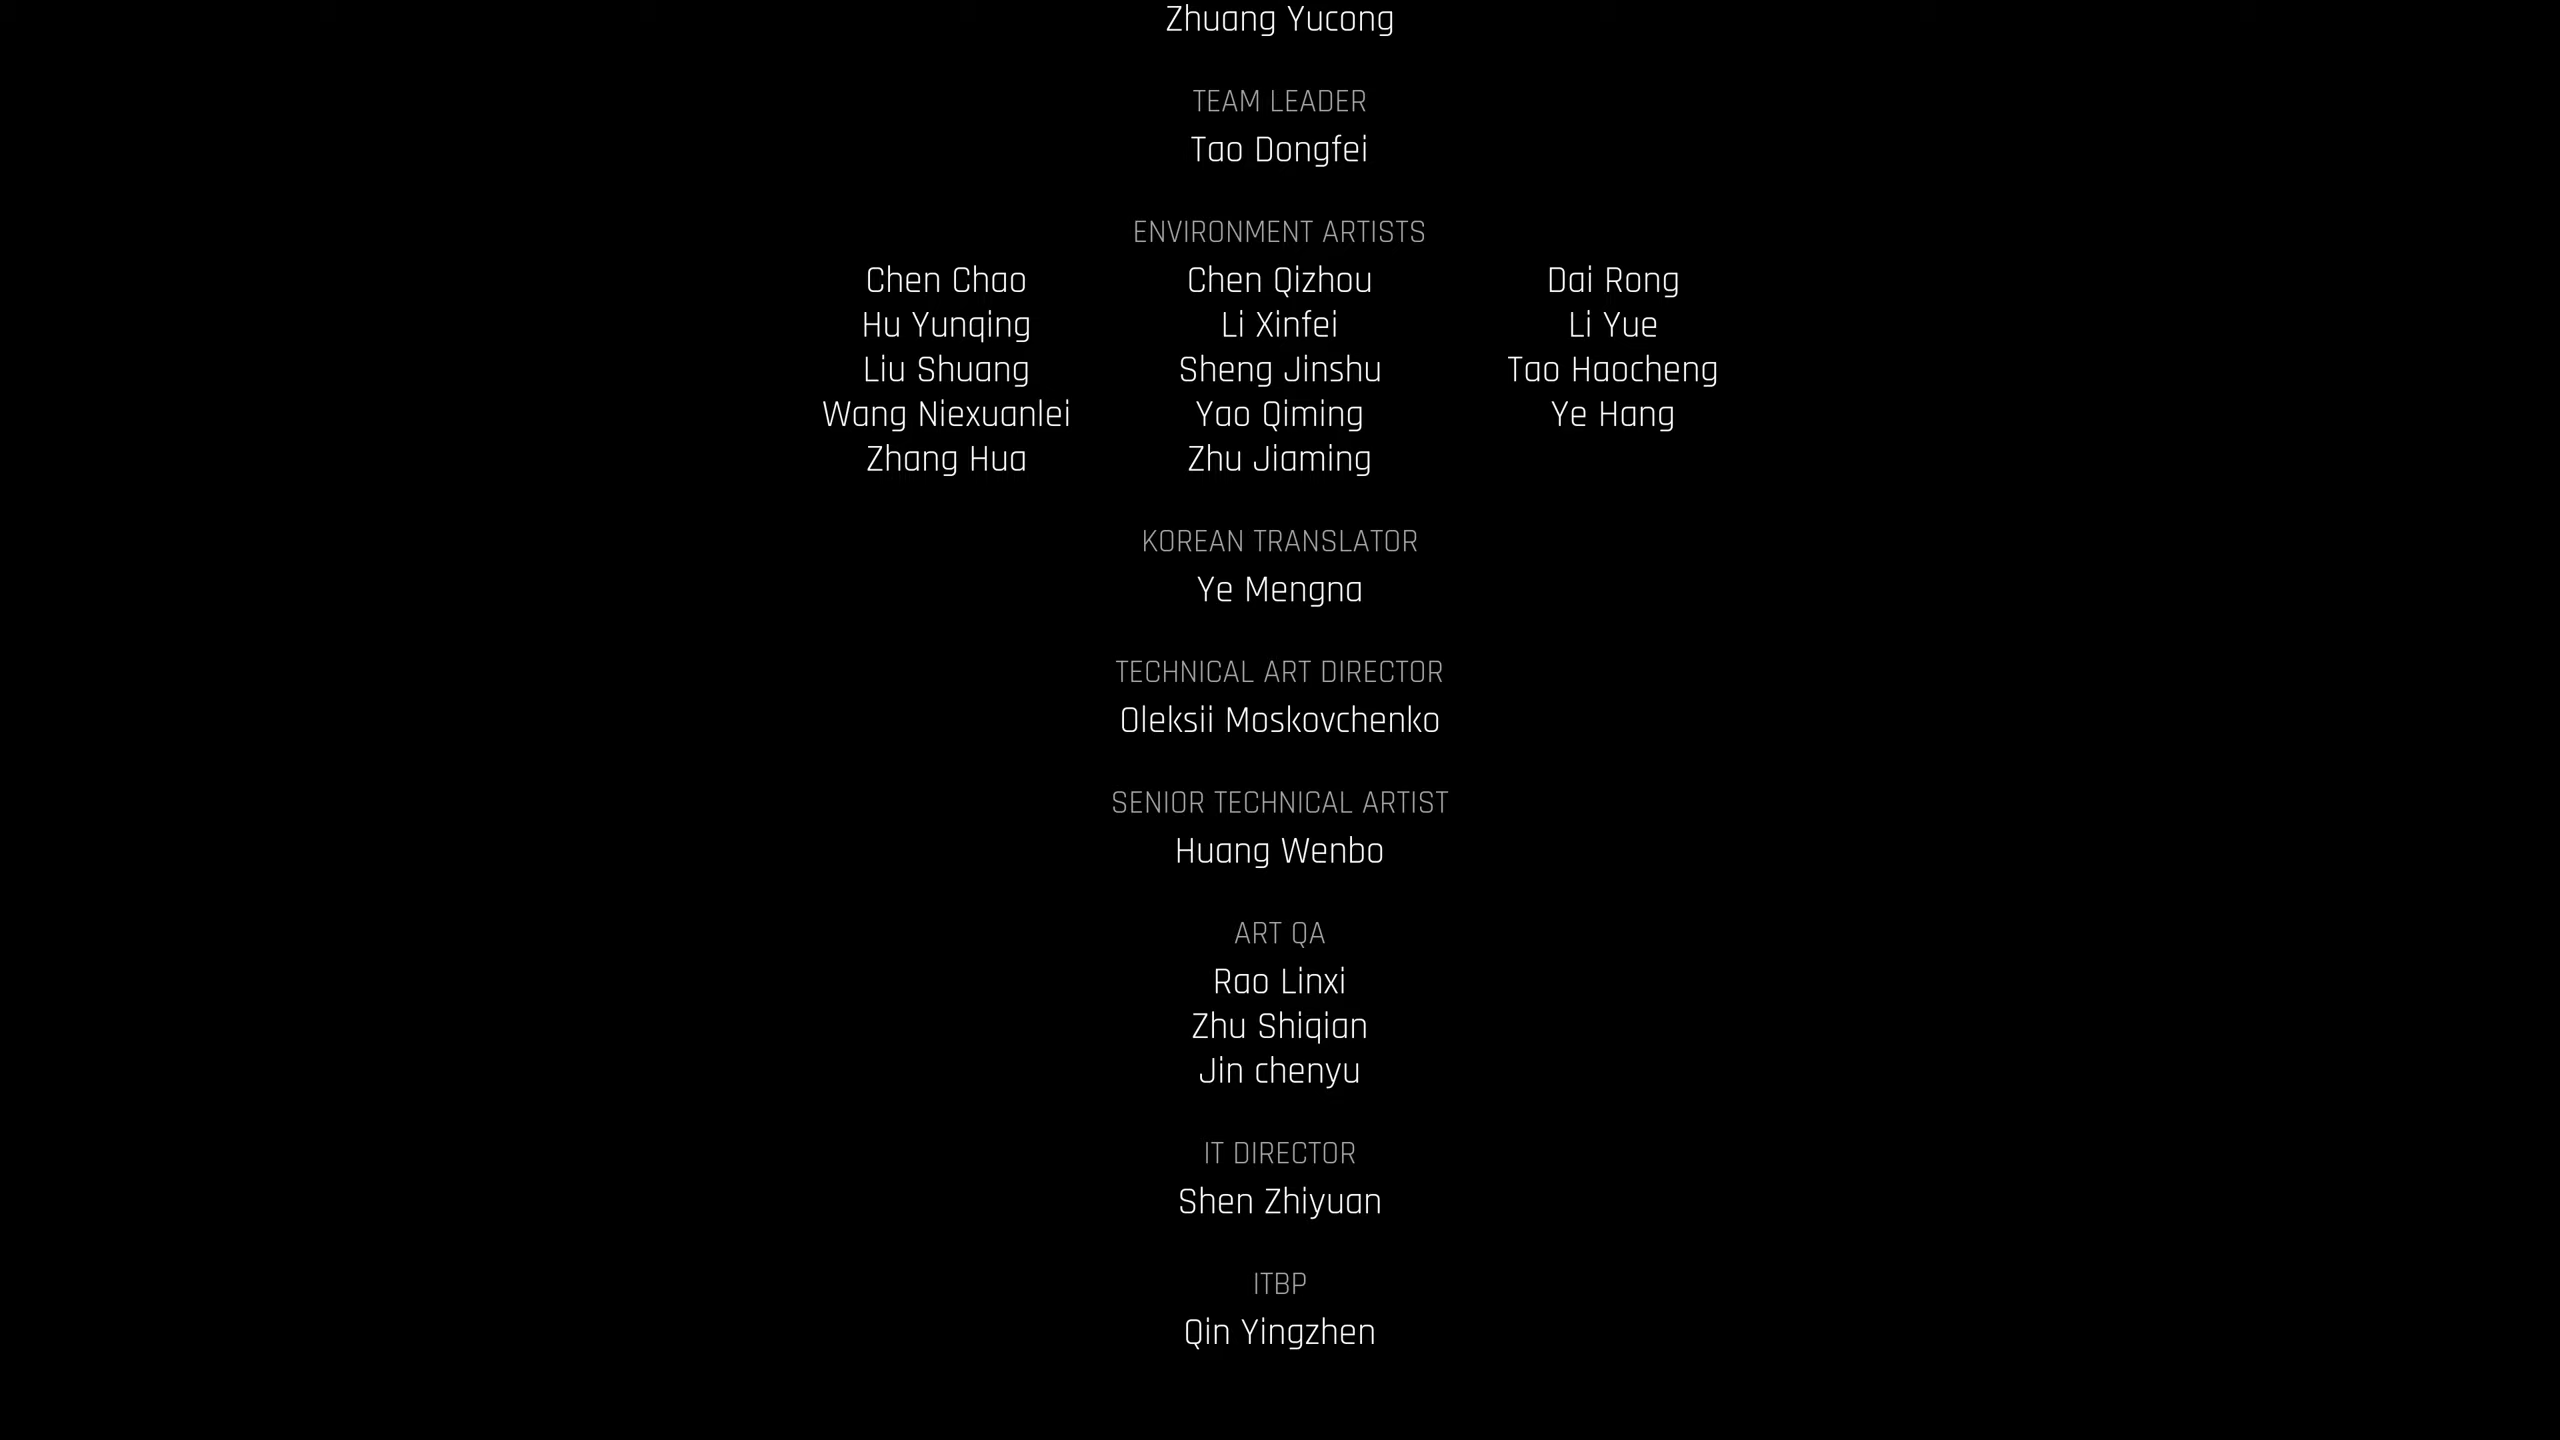 Zhuang Yucong
TEAM LEADER
Tao Dongfei
ENVIRONMENT ARTISTS
Chen Chao Chen Qizhou Dai Rong
Hu Yunqing Li Xinfei Li Yue
Liu Shuang Sheng Jinshu Tao Haocheng
Wang Niexuanlei Yao Qiming Ye Hang
Zhang Hua Zhu Jiaming
KOREAN TRANSLATOR
Ye Mengna
TECHNICAL ART DIRECTOR
Oleksii Moskovchenko
SENIOR TECHNICAL ARTIST
Huang Wenbo
ART QA
Rao Linxi
Zhu Shiqian
Jin chenyu
IT DIRECTOR
Shen Zhiyuan
ITBP
Qin Yingzhen